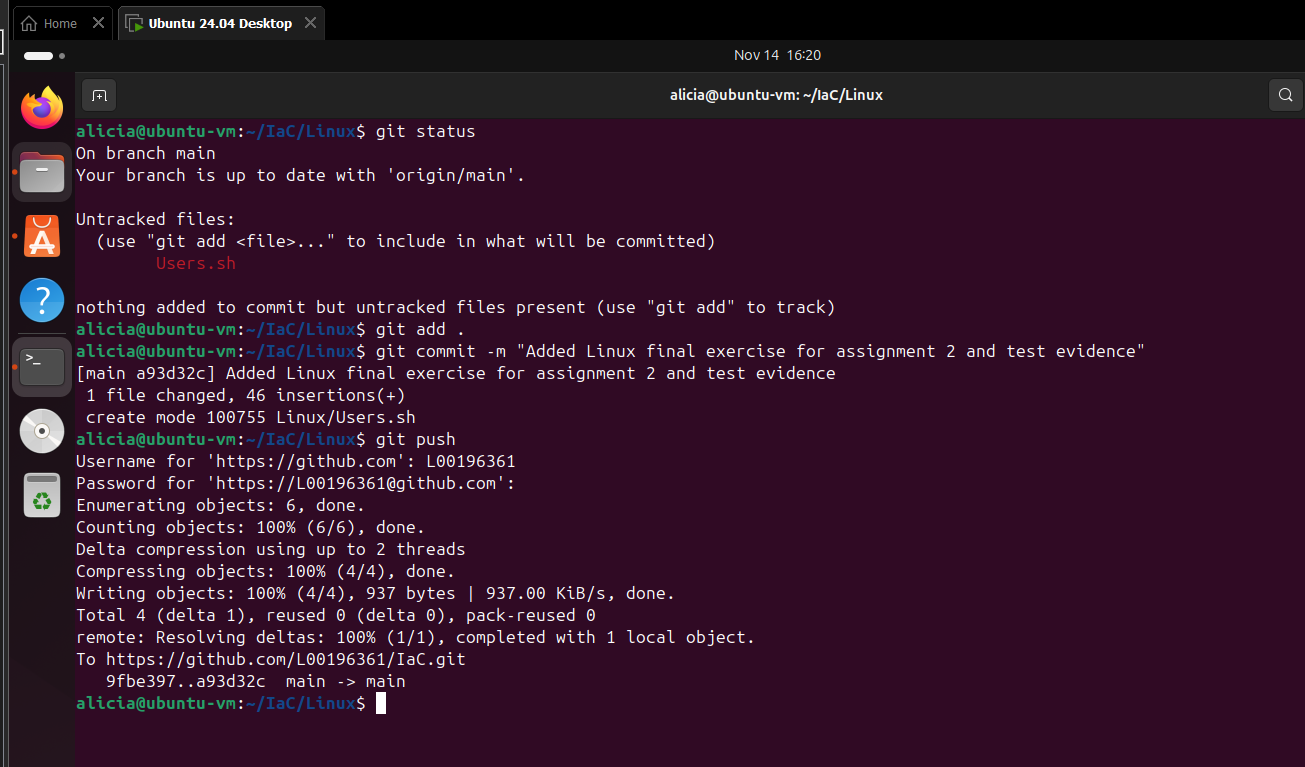 Home
Ubuntu 24.04 Desktop
Nov 14 16:20
alicia@ubuntu-vm: ~/IaC/Linux
alicia@ubuntu-vm:~/IaC/Linux$ git status
On branch main
Your branch is up to date with 'origin/main'.
Untracked files:
(use "git add <file>..." to include in what will be committed)
Users.sh
nothing added to commit but untracked files present (use "git add" to track)
alicia@ubuntu-vm:~/IaC/Linux$ git add .
alicia@ubuntu-vm:~/IaC/Linux$ git commit -m "Added Linux final exercise for assignment 2 and test evidence"
[main a93d32c] Added Linux final exercise for assignment 2 and test evidence
1 file changed, 46 insertions(+)
create mode 100755 Linux/Users.sh
alicia@ubuntu-vm:~/IaC/Linux$ git push
Username for 'https://github.com': L00196361
Password for 'https://L00196361@github.com':
Enumerating objects: 6, done.
Counting objects: 100% (6/6), done.
Delta compression using up to 2 threads
Compressing objects: 100% (4/4), done.
Writing objects: 100% (4/4), 937 bytes | 937.00 KiB/s, done.
Total 4 (delta 1), reused 0 (delta 0), pack-reused 0
remote: Resolving deltas: 100% (1/1), completed with 1 local object.
To https://github.com/L00196361/IaC.git
9fbe397..a93d32c  main -> main
alicia@ubuntu-vm:~/IaC/Linux$